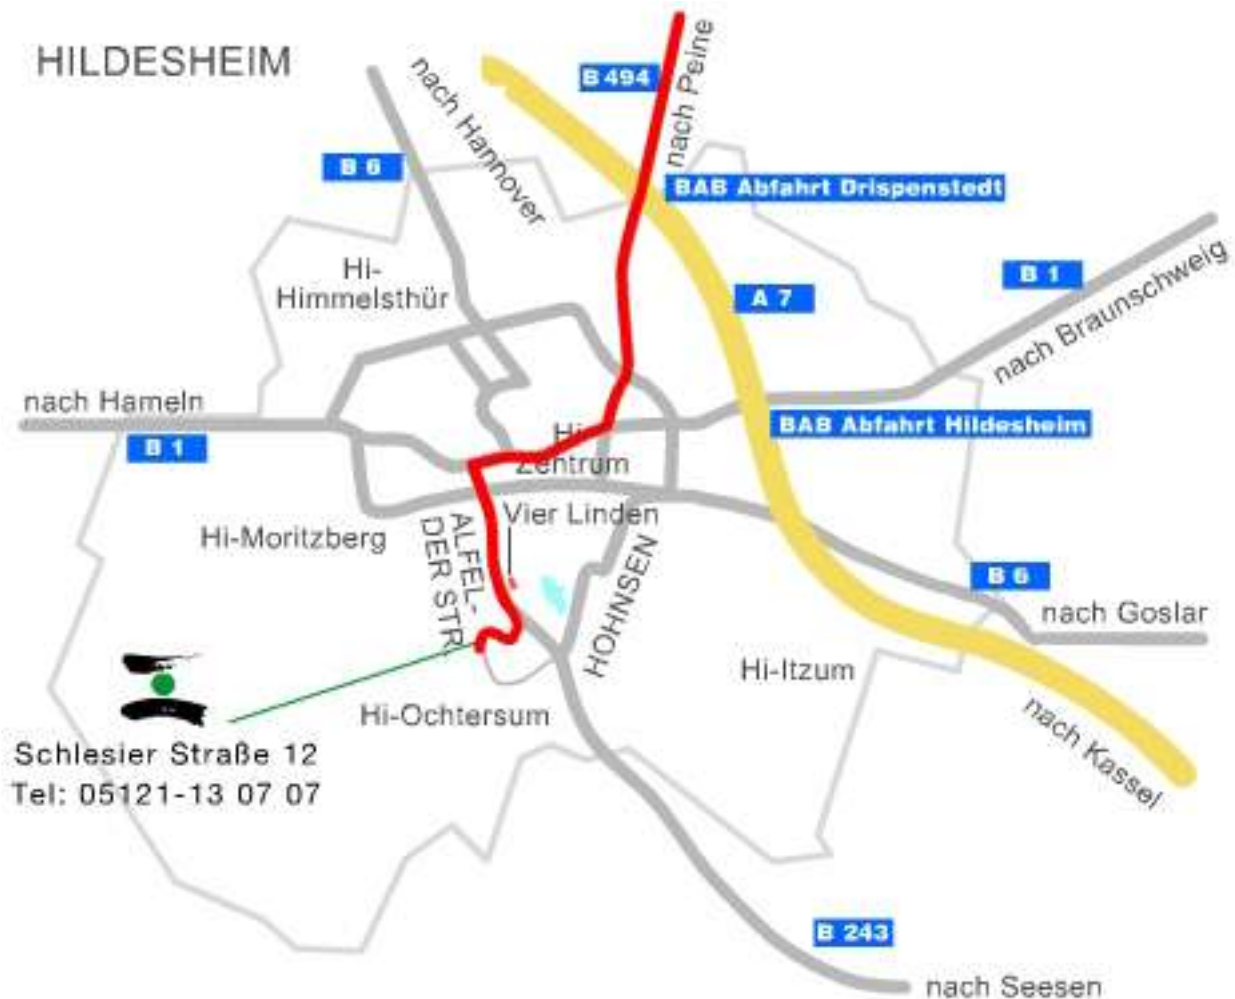 HILDESHEIM
B 494
nach Peine
nach Hannover
B 6
BAB Abfahrt Drispenstedt
Hi-
Himmelsthür
B 1
A 7
nach Braunschweig
nach Hameln
B 1
BAB Abfahrt Hildesheim
Hi-
Zentrum
Vier Linden
Hi-Moritzberg
ALFEL-
DER STR.
HOHNSEN
B 6
nach Goslar
Hi-Itzum
Hi-Ochtersum
nach Kassel
Schlesier Straße 12
Tel: 05121-13 07 07
B 243
nach Seesen